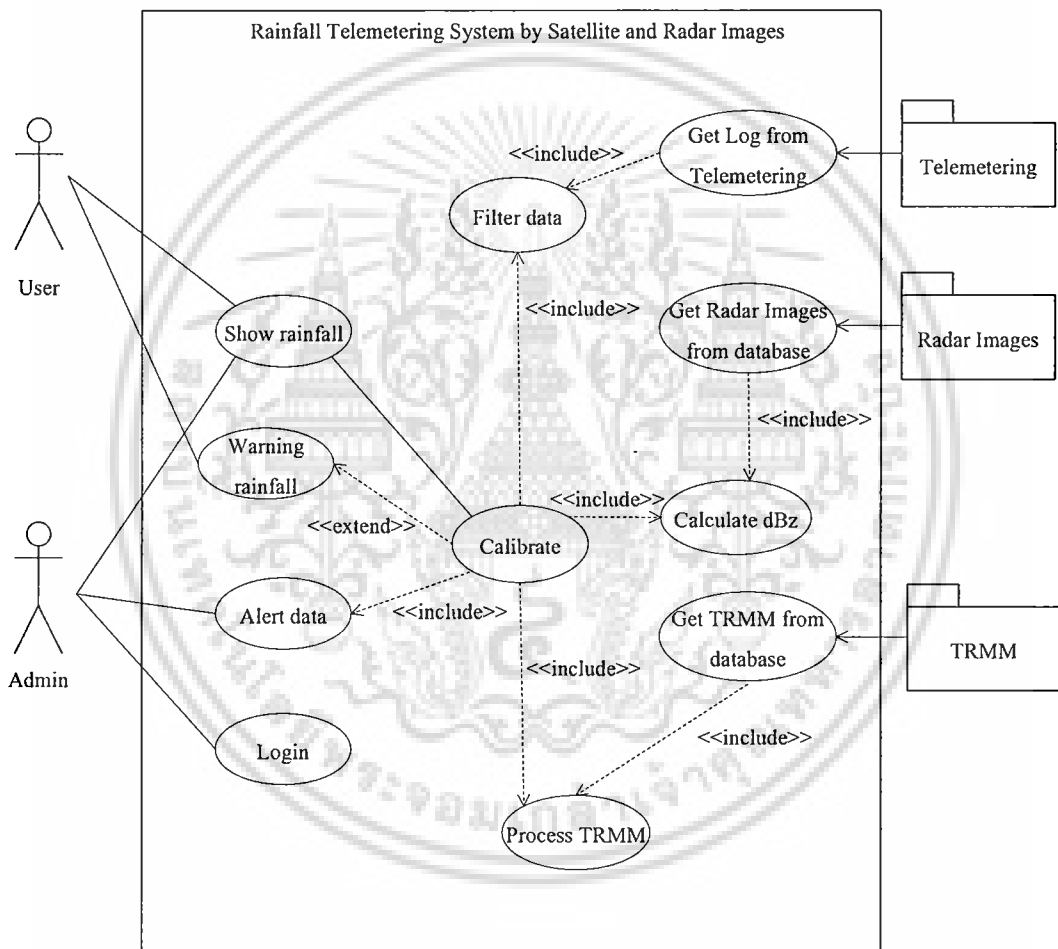 Rainfall Telemetering System by Satellite and Radar Images
Get Log from
Telemetering
Telemetering
<<include>>
Filter data
User
<<include>>
Get Radar Images
from database
Radar Images
Show rainfall
<<include>>
Warning
rainfall
<<include>>
Calculate dBz
<<extend>>
Calibrate
Alert data
<<include>>
Get TRMM from
database
TRMM
Admin
<<include>>
<<include>>
Login
Process TRMM